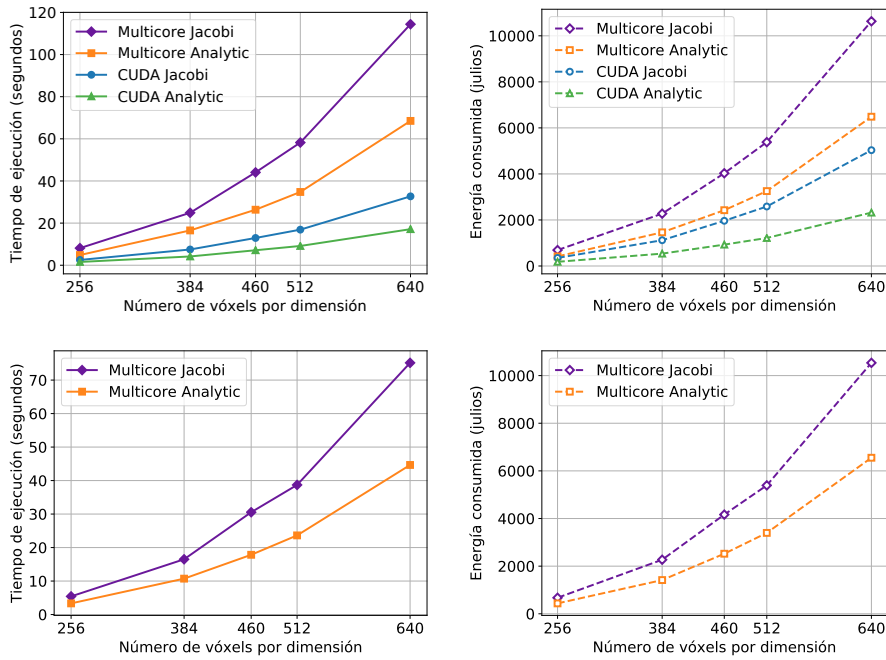 Tiempo de ejecución (segundos)
120
100
80
60
40
20
0
Multicore Jacobi
Multicore Analytic
CUDA Jacobi
CUDA Analytic
256 384 460 512 640
Número de vóxels por dimensión
Energía consumida (julios)
10000
8000
6000
4000
2000
0
Multicore Jacobi
Multicore Analytic
CUDA Jacobi
CUDA Analytic
256 384 460 512 640
Número de vóxels por dimensión
Tiempo de ejecución (segundos)
70
60
50
40
30
20
10
0
Multicore Jacobi
Multicore Analytic
256 384 460 512 640
Número de vóxels por dimensión
Energía consumida (julios)
10000
8000
6000
4000
2000
0
Multicore Jacobi
Multicore Analytic
256 384 460 512 640
Número de vóxels por dimensión